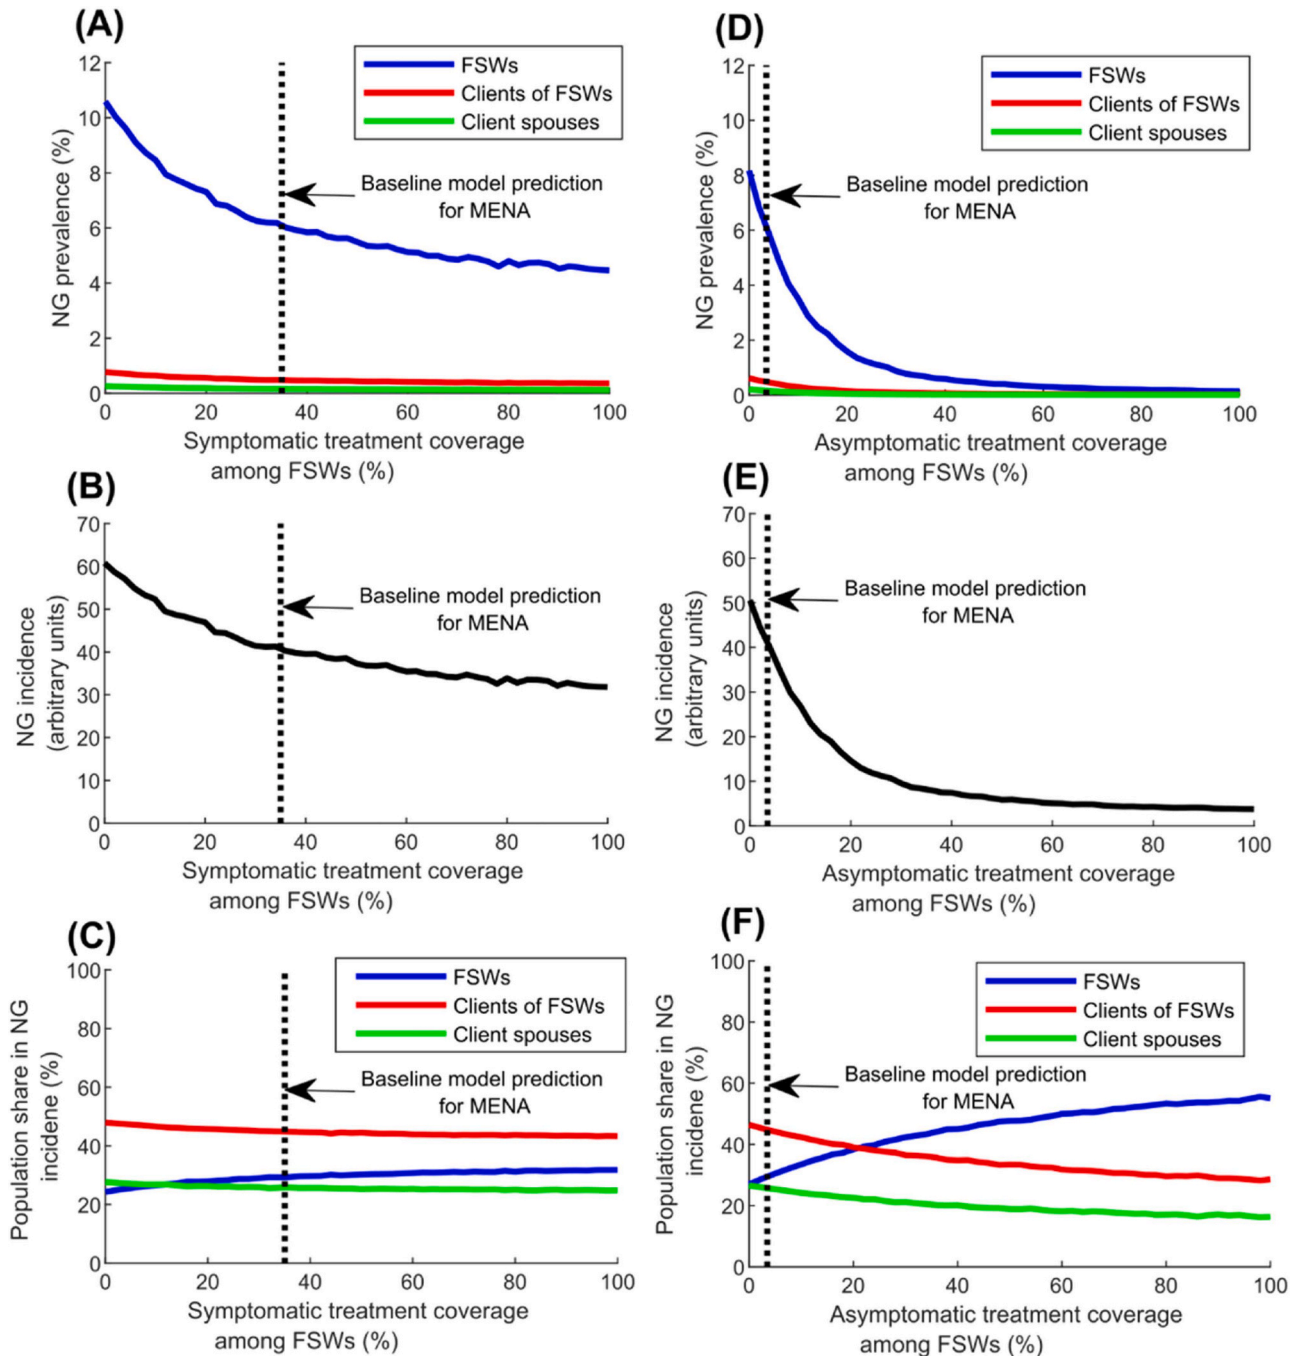 (A)
12
10
8
6
4
2
0
NG prevalence (%)
FSWs
Clients of FSWs
Client spouses
Baseline model prediction
for MENA
0 20 40 60 80 100
Symptomatic treatment coverage
among FSWs (%)
(D)
12
10
8
6
4
2
0
NG prevalence (%)
FSWs
Clients of FSWs
Client spouses
Baseline model prediction
for MENA
0 20 40 60 80 100
Asymptomatic treatment coverage
among FSWs (%)
(B)
70
60
50
40
30
20
10
0
NG incidence
(arbitrary units)
Baseline model prediction
for MENA
0 20 40 60 80 100
Symptomatic treatment coverage
among FSWs (%)
(E)
70
60
50
40
30
20
10
0
NG incidence
(arbitrary units)
Baseline model prediction
for MENA
0 20 40 60 80 100
Asymptomatic treatment coverage
among FSWs (%)
(C)
100
80
60
40
20
0
Population share in NG
incidene (%)
FSWs
Clients of FSWs
Client spouses
Baseline model prediction
for MENA
0 20 40 60 80 100
Symptomatic treatment coverage
among FSWs (%)
(F)
100
80
60
40
20
0
Population share in NG
incidene (%)
FSWs
Clients of FSWs
Client spouses
Baseline model prediction
for MENA
0 20 40 60 80 100
Asymptomatic treatment coverage
among FSWs (%)